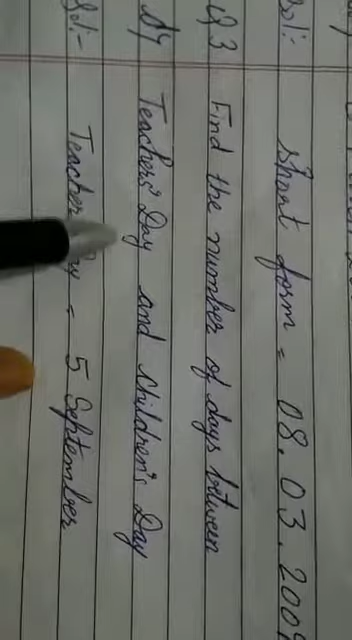 Sol:- Short form = 08.03.200
Q3 Find the number of days between
Teachers' Day and Children's Day
Sol:- Teacher = 5 September